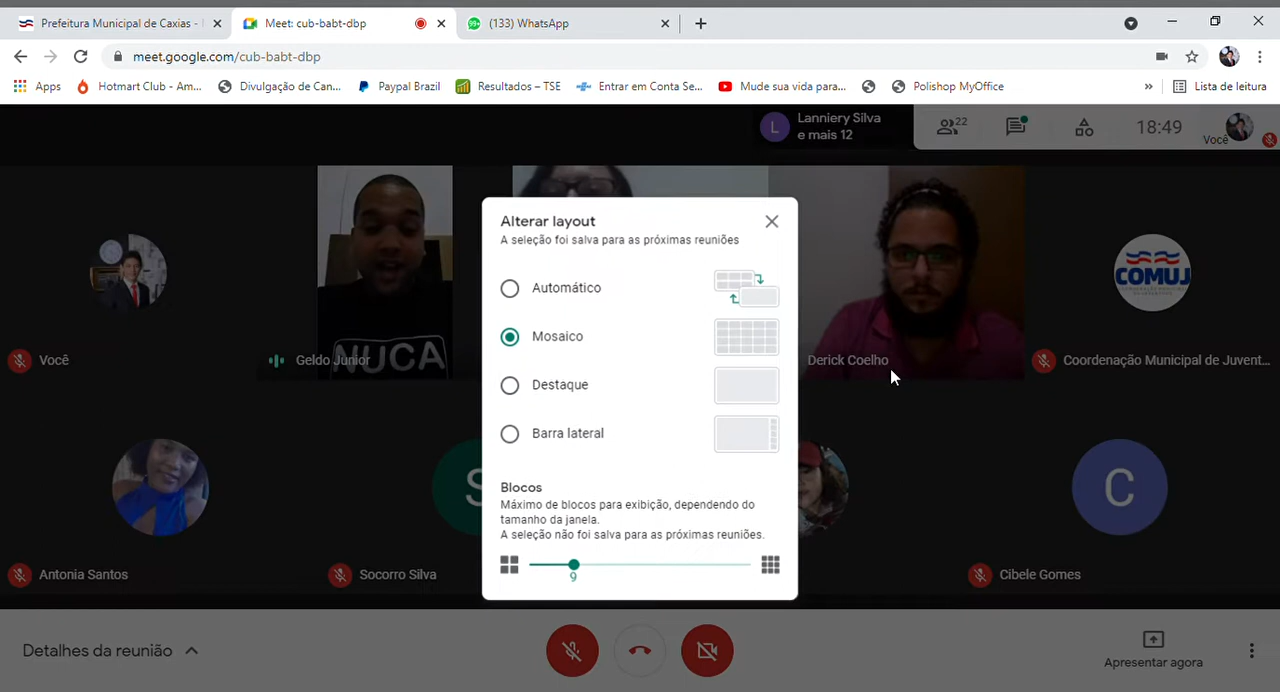 Prefeitura Municipal de Caxias -
Meet: cub-babt-dbp
99+
(133) WhatsApp
meet.google.com/cub-babt-dbp
Apps
Hotmart Club - Am...
Divulgação de Can...
Paypal Brazil
Resultados – TSE
Entrar em Conta Se...
Mude sua vida para...
Polishop MyOffice
»
Lista de leitura
L
Lanniery Silva
e mais 12
22
18:49
Você
Alterar layout
A seleção foi salva para as próximas reuniões
Automático
Mosaico
Destaque
Barra lateral
Blocos
Máximo de blocos para exibição, dependendo do
tamanho da janela.
A seleção não foi salva para as próximas reuniões.
9
Você
Geldo Junior
NUCA
Derick Coelho
COMUJ
Coordenação Municipal de Juvent...
S
C
Antonia Santos
Socorro Silva
Cibele Gomes
Detalhes da reunião
Apresentar agora